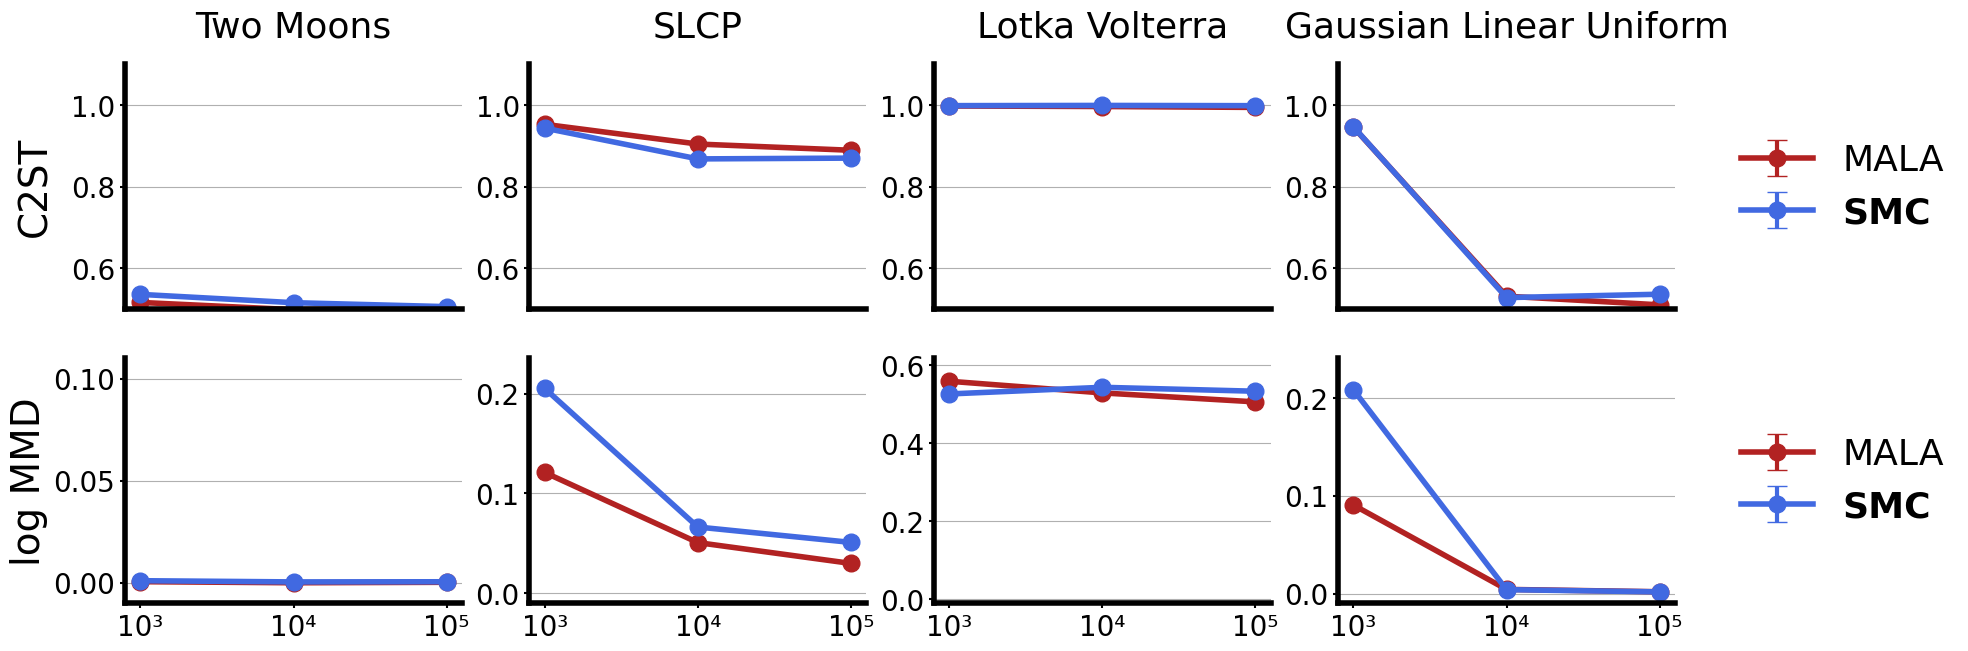 Two Moons
SLCP
Lotka Volterra
Gaussian Linear Uniform
C2ST
1.0
0.8
0.6
1.0
0.8
0.6
1.0
0.8
0.6
1.0
0.8
0.6
MALA
SMC
log MMD
0.10
0.05
0.00
10³ 10⁴ 10⁵
0.2
0.1
0.0
10³ 10⁴ 10⁵
0.6
0.4
0.2
0.0
10³ 10⁴ 10⁵
0.2
0.1
0.0
10³ 10⁴ 10⁵
MALA
SMC